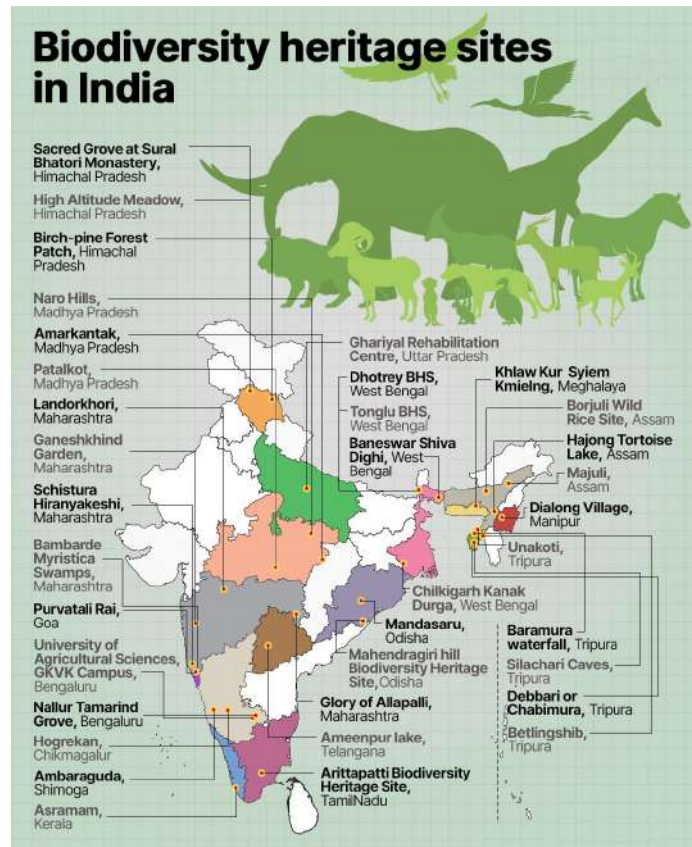 Biodiversity heritage sites
in India
Sacred Grove at Sural
Bhatori Monastery,
Himachal Pradesh
High Altitude Meadow,
Himachal Pradesh
Birch-pine Forest
Patch, Himachal
Pradesh
Naro Hills,
Madhya Pradesh
Amarkantak,
Madhya Pradesh
Patalkot,
Madhya Pradesh
Landorkhori,
Maharashtra
Ganeshkhind
Garden,
Maharashtra
Schistura
Hiranyakeshi,
Maharashtra
Bambarde
Myristica
Swamps,
Maharashtra
Purvatali Rai,
Goa
University of
Agricultural Sciences,
GKVK Campus,
Bengaluru
Nallur Tamarind
Grove, Bengaluru
Hogrekan,
Chikmagalur
Ambaraguda,
Shimoga
Asramam,
Kerala
Ghariyal Rehabilitation
Centre, Uttar Pradesh
Dhotrey BHS,
West Bengal
Tonglu BHS,
West Bengal
Baneswar Shiva
Dighi, West
Bengal
Khlaw Kur Syiem
Kmielng, Meghalaya
Borjuli Wild
Rice Site, Assam
Hajong Tortoise
Lake, Assam
Majuli,
Assam
Dialong Village,
Manipur
Unakoti,
Tripura
Chilkigarh Kanak
Durga, West Bengal
Mandasaru,
Odisha
Mahendragiri hill
Biodiversity Heritage
Site,Odisha
Glory of Allapalli,
Maharashtra
Ameenpur lake,
Telangana
Arittapatti Biodiversity
Heritage Site,
TamilNadu
Baramura
waterfall, Tripura
Silachari Caves,
Tripura
Debbari or
Chabimura, Tripura
Betlingshib,
Tripura